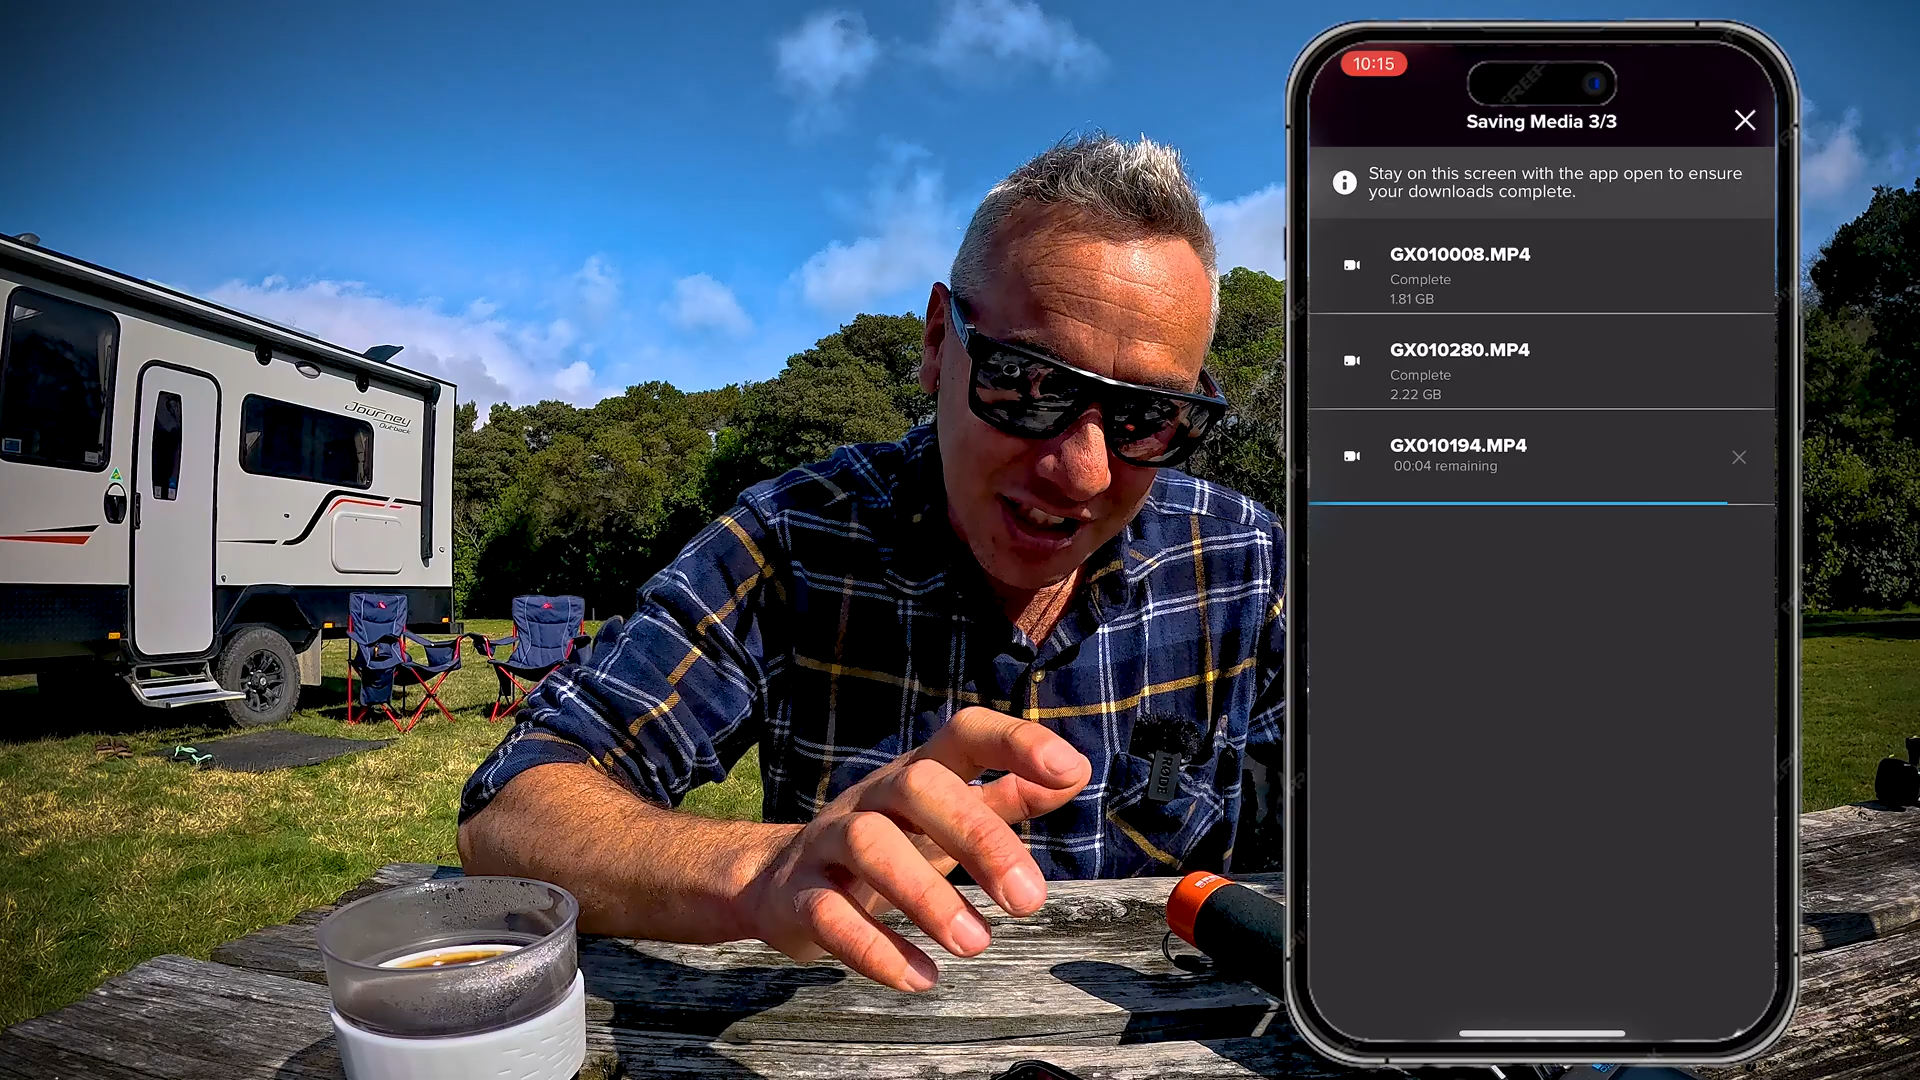 Journey
Outback
RØDE
10:15
Saving Media 3/3
Stay on this screen with the app open to ensure
your downloads complete.
GX010008.MP4
Complete
1.81 GB
GX010280.MP4
Complete
2.22 GB
GX010194.MP4
00:04 remaining